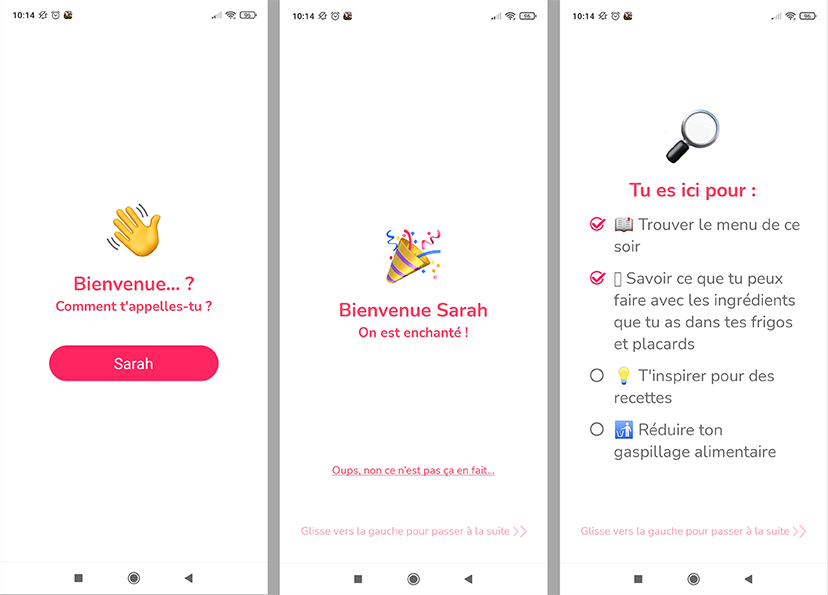 10:14
96
Bienvenue... ?
Comment t'appelles-tu ?
Sarah
10:14
96
Bienvenue Sarah
On est enchanté !
Oups, non ce n'est pas ça en fait...
Glisse vers la gauche pour passer à la suite >>
10:14
96
Tu es ici pour :
Trouver le menu de ce
soir
Savoir ce que tu peux
faire avec les ingrédients
que tu as dans tes frigos
et placards
T'inspirer pour des
recettes
Réduire ton
gaspillage alimentaire
Glisse vers la gauche pour passer à la suite >>